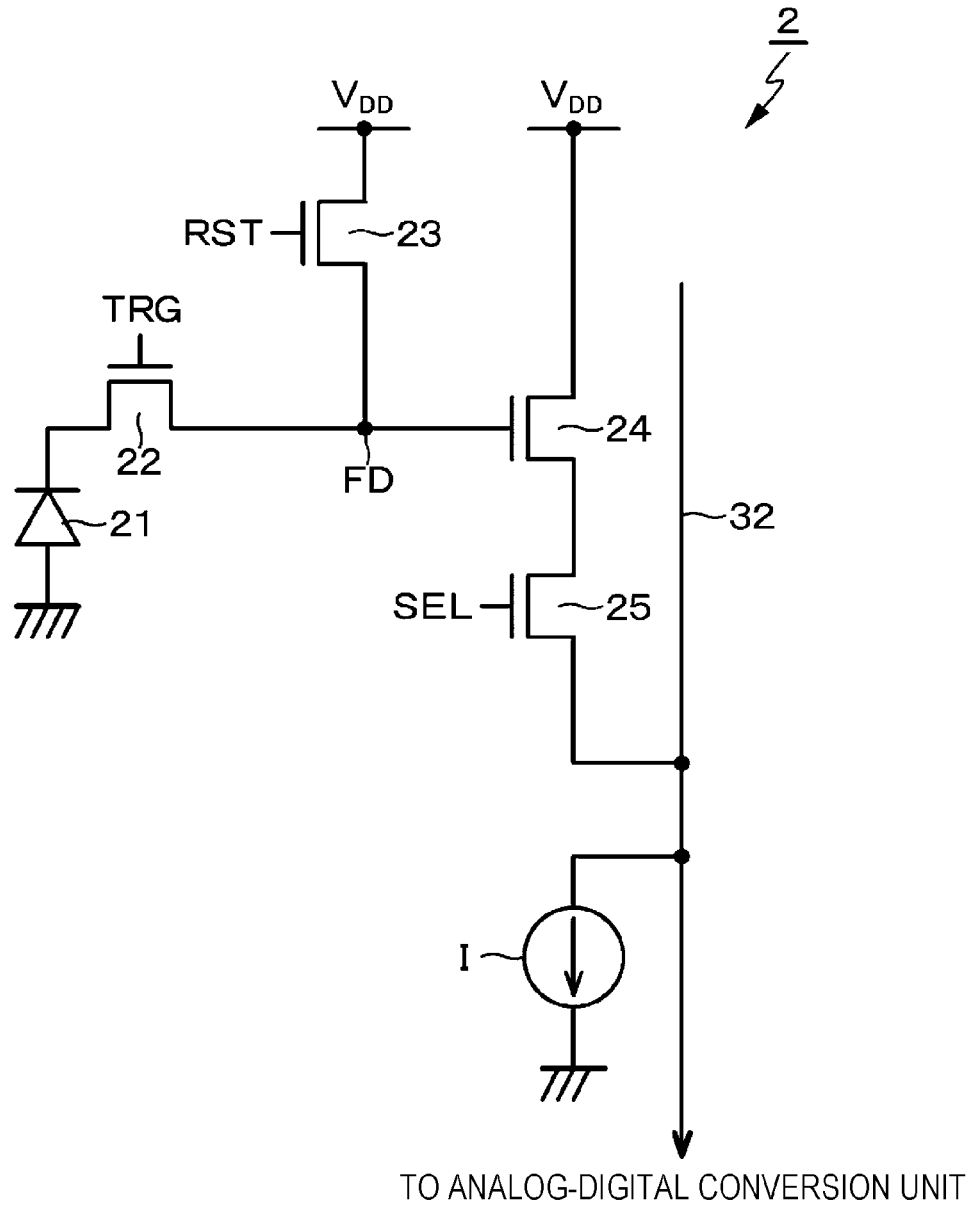 2
VDD
VDD
RST
23
TRG
22
FD
24
21
32
SEL
25
I
TO ANALOG-DIGITAL CONVERSION UNIT